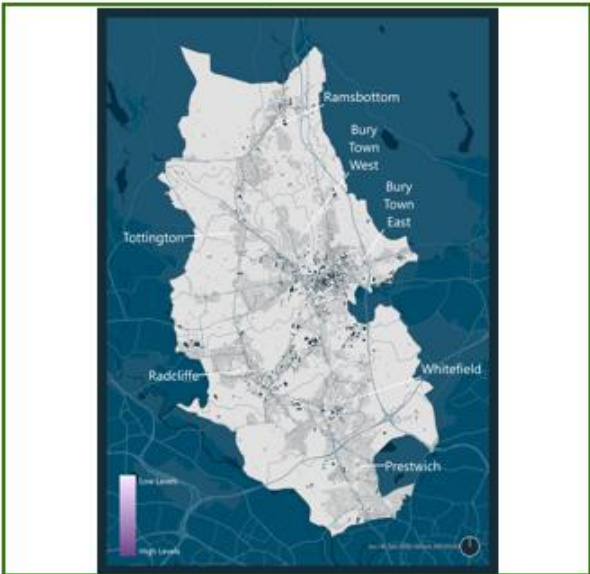 Ramsbottom
Bury
Town
West
Bury
Town
East
Tottington
Radcliffe
Whitefield
Prestwich
Low Levels
High Levels